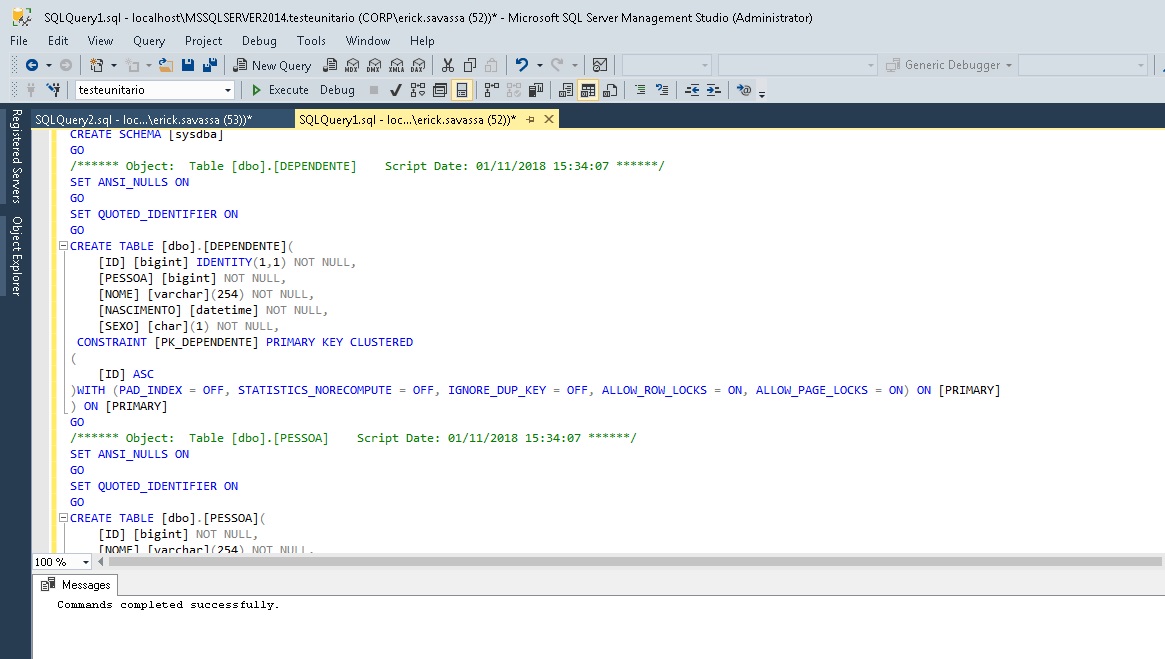 SQLQuery1.sql - localhost\MSSQLSERVER2014.testeunitario (CORP\erick.savassa (52))* - Microsoft SQL Server Management Studio (Administrator)
File Edit View Query Project Debug Tools Window Help
New Query MDX DMX XMLA DAX Generic Debugger
testeunitario Execute Debug
SQLQuery2.sql - loc...\erick.savassa (53))* SQLQuery1.sql - loc...\erick.savassa (52))*
Registered Servers
Object Explorer
CREATE SCHEMA [sysdba]
GO
/****** Object:  Table [dbo].[DEPENDENTE]    Script Date: 01/11/2018 15:34:07 ******/
SET ANSI_NULLS ON
GO
SET QUOTED_IDENTIFIER ON
GO
CREATE TABLE [dbo].[DEPENDENTE](
    [ID] [bigint] IDENTITY(1,1) NOT NULL,
    [PESSOA] [bigint] NOT NULL,
    [NOME] [varchar](254) NOT NULL,
    [NASCIMENTO] [datetime] NOT NULL,
    [SEXO] [char](1) NOT NULL,
 CONSTRAINT [PK_DEPENDENTE] PRIMARY KEY CLUSTERED
(
    [ID] ASC
)WITH (PAD_INDEX = OFF, STATISTICS_NORECOMPUTE = OFF, IGNORE_DUP_KEY = OFF, ALLOW_ROW_LOCKS = ON, ALLOW_PAGE_LOCKS = ON) ON [PRIMARY]
) ON [PRIMARY]
GO
/****** Object:  Table [dbo].[PESSOA]    Script Date: 01/11/2018 15:34:07 ******/
SET ANSI_NULLS ON
GO
SET QUOTED_IDENTIFIER ON
GO
CREATE TABLE [dbo].[PESSOA](
    [ID] [bigint] NOT NULL,
    [NOME] [varchar](254) NOT NULL,
100 %
Messages
Commands completed successfully.